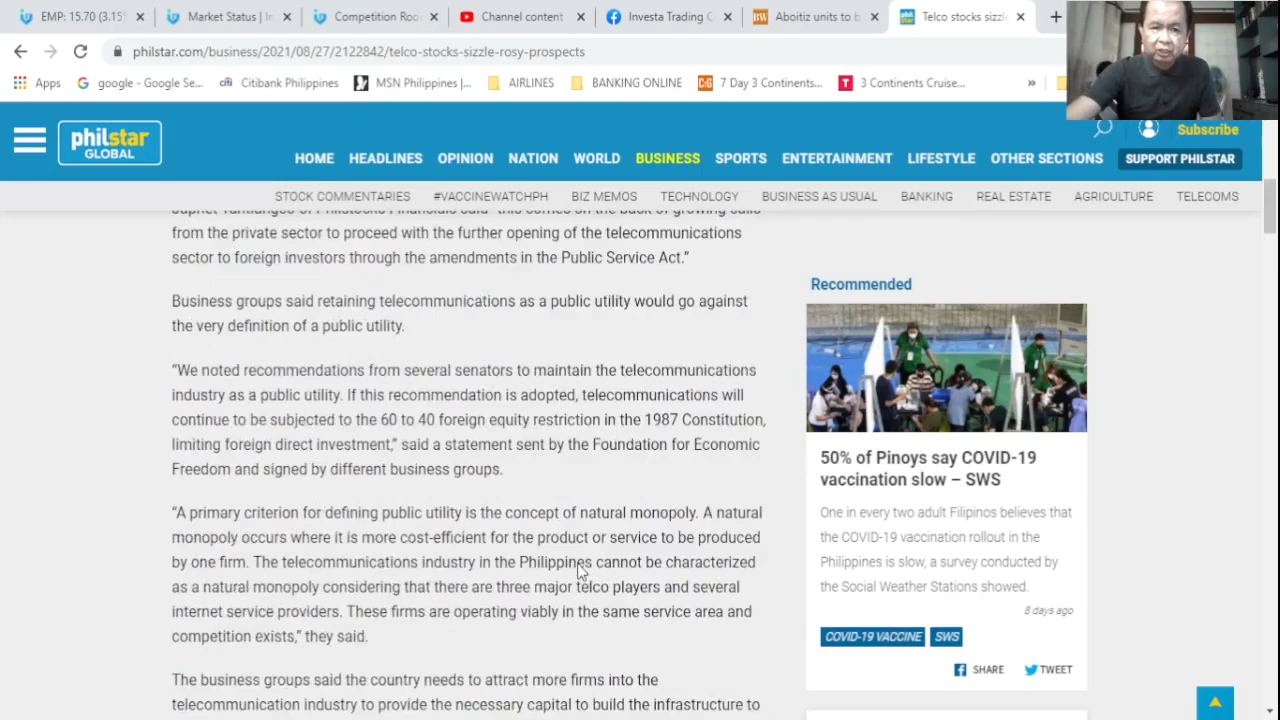 EMP: 15.70 (3.15%
Market Status | In
Competition Roo
Channel content
Investa Trading C
Aboitiz units to b
Telco stocks sizzl
philstar.com/business/2021/08/27/2122842/telco-stocks-sizzle-rosy-prospects
Apps
google - Google Se...
Citibank Philippines
MSN Philippines |...
AIRLINES
BANKING ONLINE
7 Day 3 Continents...
3 Continents Cruise...
»
philstar
GLOBAL
Subscribe
HOME HEADLINES OPINION NATION WORLD BUSINESS SPORTS ENTERTAINMENT LIFESTYLE OTHER SECTIONS SUPPORT PHILSTAR
STOCK COMMENTARIES #VACCINEWATCHPH BIZ MEMOS TECHNOLOGY BUSINESS AS USUAL BANKING REAL ESTATE AGRICULTURE TELECOMS
from the private sector to proceed with the further opening of the telecommunications
sector to foreign investors through the amendments in the Public Service Act.”
Business groups said retaining telecommunications as a public utility would go against
the very definition of a public utility.
“We noted recommendations from several senators to maintain the telecommunications
industry as a public utility. If this recommendation is adopted, telecommunications will
continue to be subjected to the 60 to 40 foreign equity restriction in the 1987 Constitution,
limiting foreign direct investment,” said a statement sent by the Foundation for Economic
Freedom and signed by different business groups.
“A primary criterion for defining public utility is the concept of natural monopoly. A natural
monopoly occurs where it is more cost-efficient for the product or service to be produced
by one firm. The telecommunications industry in the Philippines cannot be characterized
as a natural monopoly considering that there are three major telco players and several
internet service providers. These firms are operating viably in the same service area and
competition exists,” they said.
The business groups said the country needs to attract more firms into the
telecommunication industry to provide the necessary capital to build the infrastructure to
Recommended
50% of Pinoys say COVID-19
vaccination slow – SWS
One in every two adult Filipinos believes that
the COVID-19 vaccination rollout in the
Philippines is slow, a survey conducted by
the Social Weather Stations showed.
8 days ago
COVID-19 VACCINE SWS
SHARE TWEET